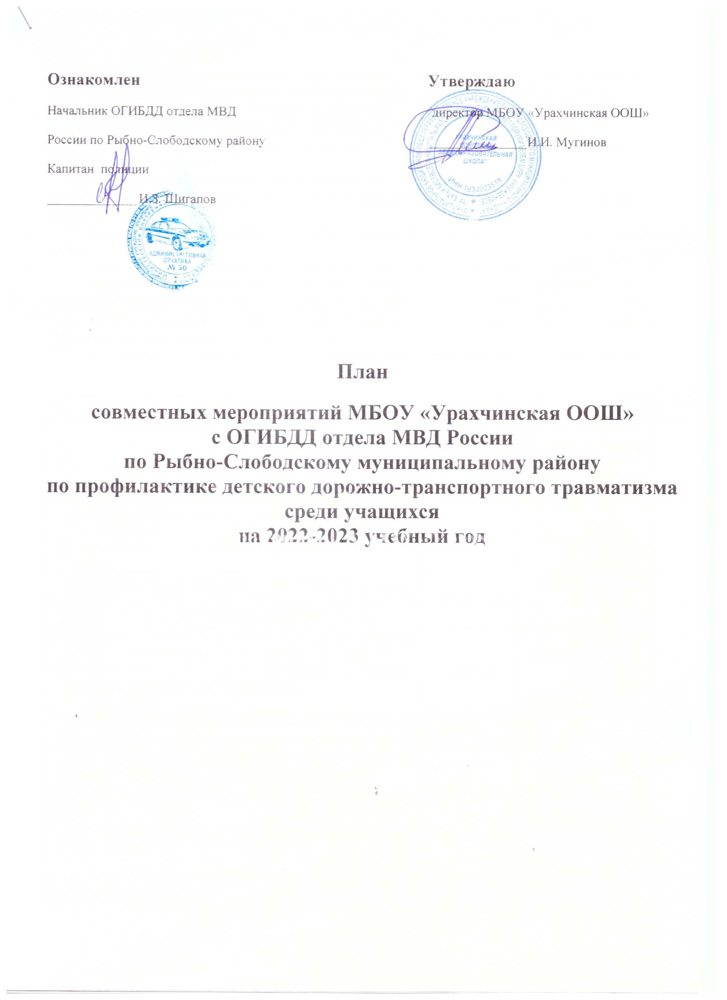 Ознакомлен
Начальник ОГИБДД отдела МВД
России по Рыбно-Слободскому району
Капитан полиции
И.З. Шигапов
АДМИНИСТРАТИВНАЯ
ПРАКТИКА
№ 50
Утверждаю
директор МБОУ «Урахчинская ООШ»
И.И. Мугинов
УРАХЧИНСКАЯ
ОБЩЕОБРАЗОВАТЕЛЬНАЯ
ШКОЛА"
ИНН 1634003518
План
совместных мероприятий МБОУ «Урахчинская ООШ»
с ОГИБДД отдела МВД России
по Рыбно-Слободскому муниципальному району
по профилактике детского дорожно-транспортного травматизма
среди учащихся
на 2022-2023 учебный год